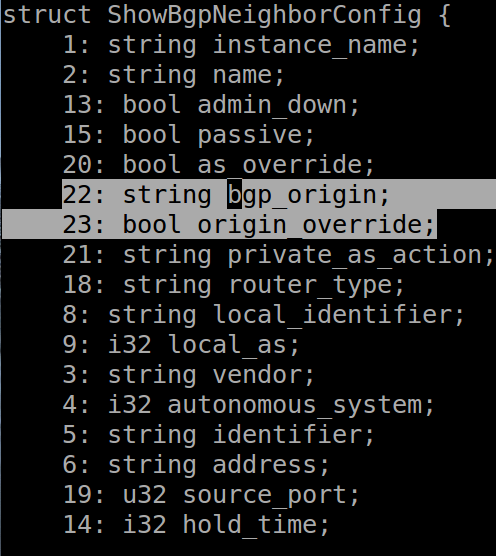 struct ShowBgpNeighborConfig {
1: string instance_name;
2: string name;
13: bool admin_down;
15: bool passive;
20: bool as_override;
22: string bgp_origin;
23: bool origin_override;
21: string private_as_action;
18: string router_type;
8: string local_identifier;
9: i32 local_as;
3: string vendor;
4: i32 autonomous_system;
5: string identifier;
6: string address;
19: u32 source_port;
14: i32 hold_time;